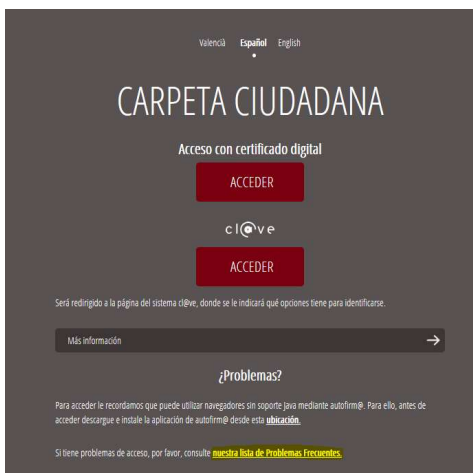 Valencià Español English
CARPETA CIUDADANA
Acceso con certificado digital
ACCEDER
cl@ve
ACCEDER
Será redirigido a la página del sistema cl@ve, donde se le indicará qué opciones tiene para identificarse.
Más información
¿Problemas?
Para acceder le recordamos que puede utilizar navegadores sin soporte Java mediante autofirm@. Para ello, antes de
acceder descargue e instale la aplicación de autofirm@ desde esta ubicación.
Si tiene problemas de acceso, por favor, consulte nuestra lista de Problemas Frecuentes.